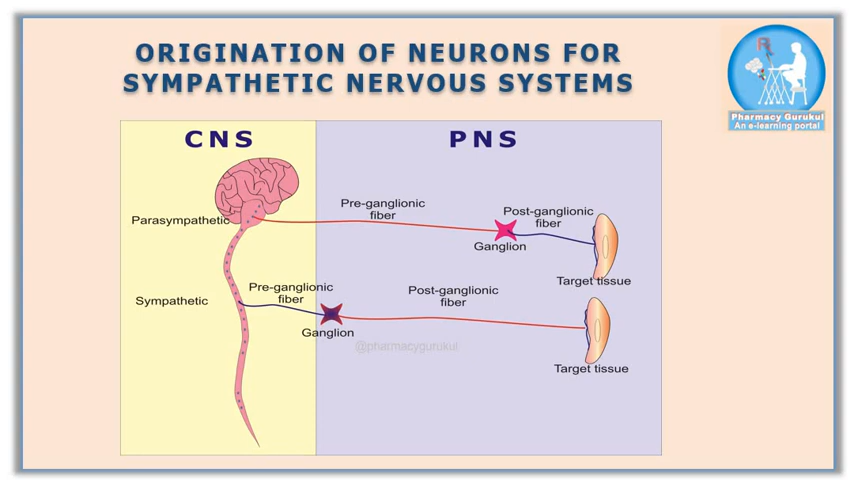 ORIGINATION OF NEURONS FOR
SYMPATHETIC NERVOUS SYSTEMS
Pharmacy Gurukul
An e-learning portal
CNS
PNS
Parasympathetic
Pre-ganglionic
fiber
Post-ganglionic
fiber
Ganglion
Target tissue
Sympathetic
Pre-ganglionic
fiber
Post-ganglionic
fiber
Ganglion
@pharmacygurukul
Target tissue